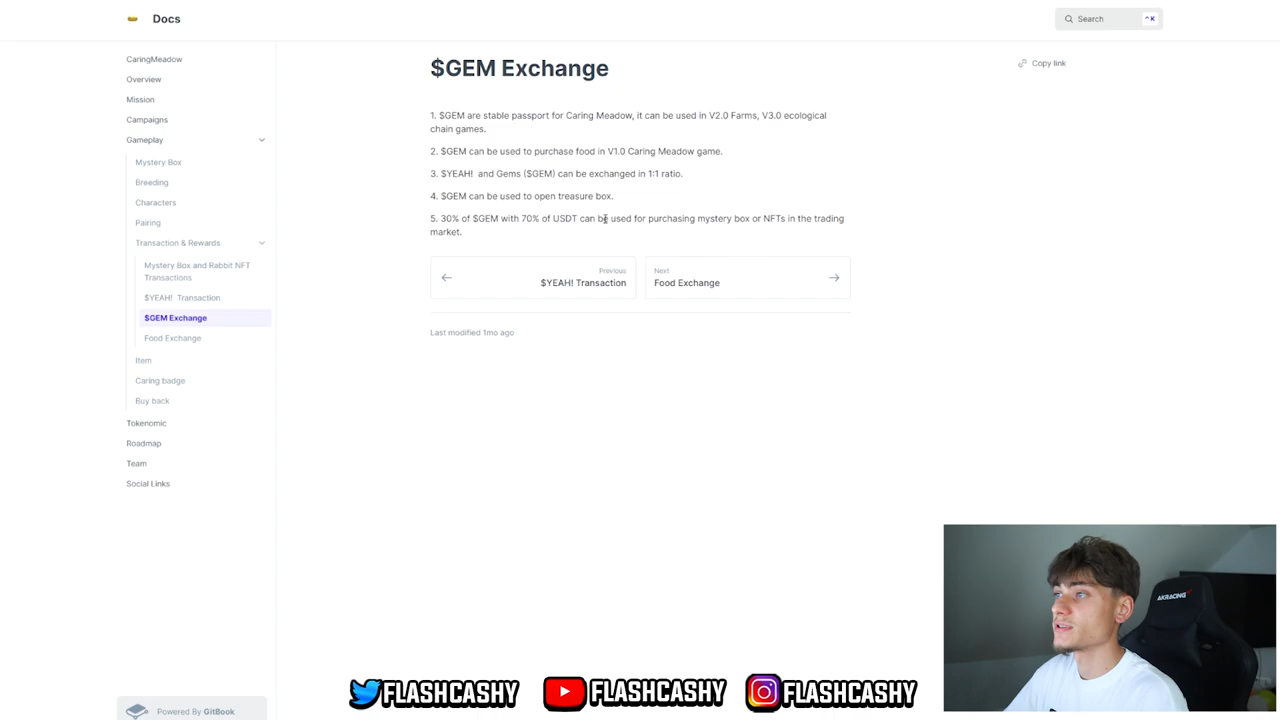 Docs
Search
^K
CaringMeadow
Overview
Mission
Campaigns
Gameplay
Mystery Box
Breeding
Characters
Pairing
Transaction & Rewards
Mystery Box and Rabbit NFT
Transactions
$YEAH! Transaction
$GEM Exchange
Food Exchange
Item
Caring badge
Buy back
Tokenomic
Roadmap
Team
Social Links
Powered By GitBook
$GEM Exchange
Copy link
1. $GEM are stable passport for Caring Meadow, it can be used in V2.0 Farms, V3.0 ecological
chain games.
2. $GEM can be used to purchase food in V1.0 Caring Meadow game.
3. $YEAH! and Gems ($GEM) can be exchanged in 1:1 ratio.
4. $GEM can be used to open treasure box.
5. 30% of $GEM with 70% of USDT can be used for purchasing mystery box or NFTs in the trading
market.
Previous
$YEAH! Transaction
Next
Food Exchange
Last modified 1mo ago
AKRACING
FLASHCASHY
FLASHCASHY
FLASHCASHY